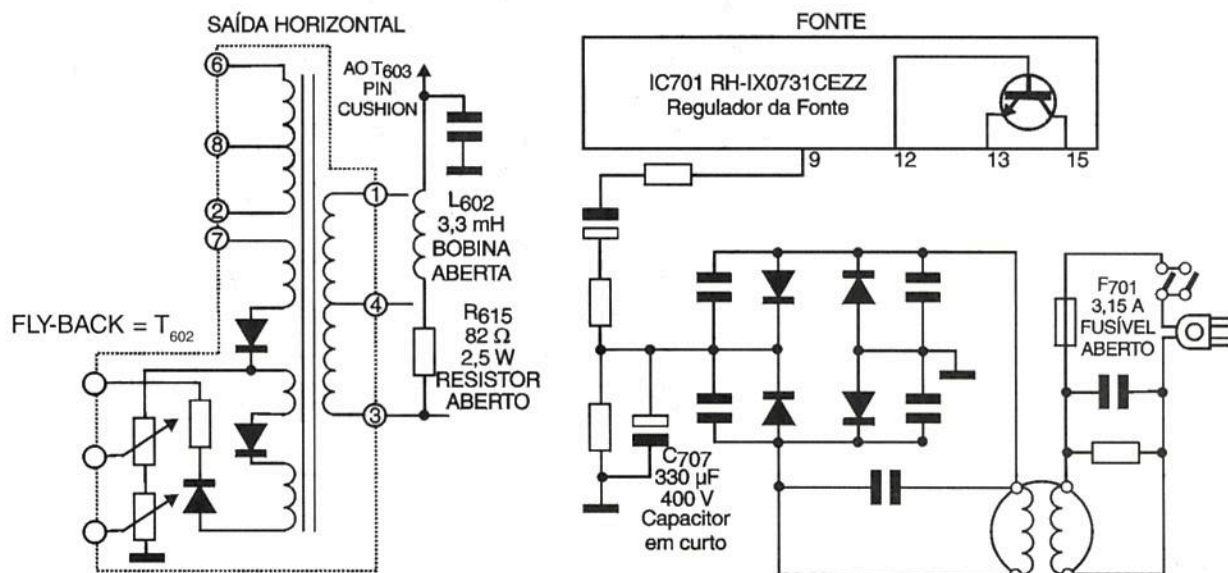 SAÍDA HORIZONTAL
6
8
2
7
1
4
3
AO T603
PIN
CUSHION
L602
3,3 mH
BOBINA
ABERTA
R615
82 Ω
2,5 W
RESISTOR
ABERTO
FLY-BACK = T602
FONTE
IC701 RH-IX0731CEZZ
Regulador da Fonte
9
12
13
15
F701
3,15 A
FUSÍVEL
ABERTO
C707
330 µF
400 V
Capacitor
em curto